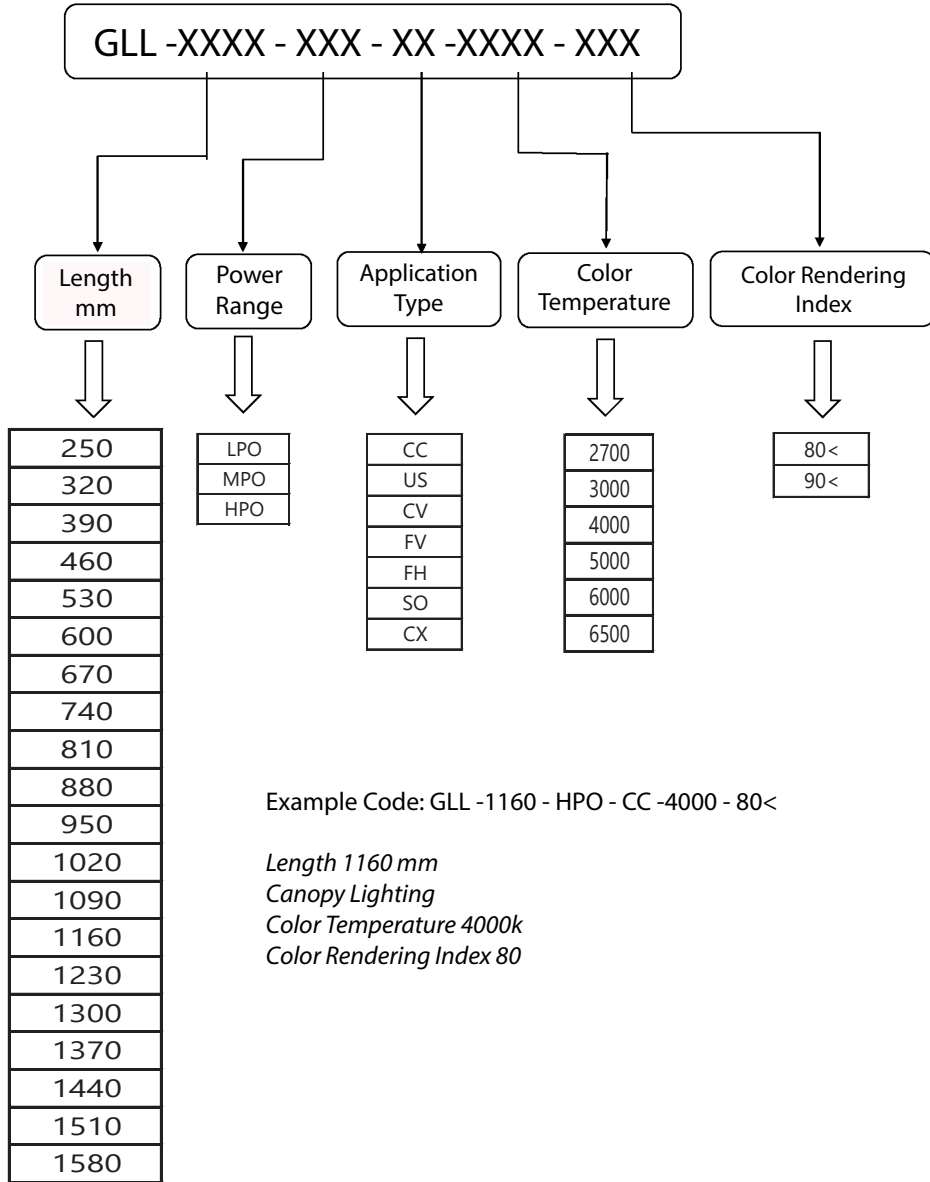 GLL -XXXX - XXX - XX -XXXX - XXX
Length
mm
Power
Range
Application
Type
Color
Temperature
Color Rendering
Index
250
320
390
460
530
600
670
740
810
880
950
1020
1090
1160
1230
1300
1370
1440
1510
1580
LPO
MPO
HPO
CC
US
CV
FV
FH
SO
CX
2700
3000
4000
5000
6000
6500
80<
90<
Example Code: GLL -1160 - HPO - CC -4000 - 80<
Length 1160 mm
Canopy Lighting
Color Temperature 4000k
Color Rendering Index 80